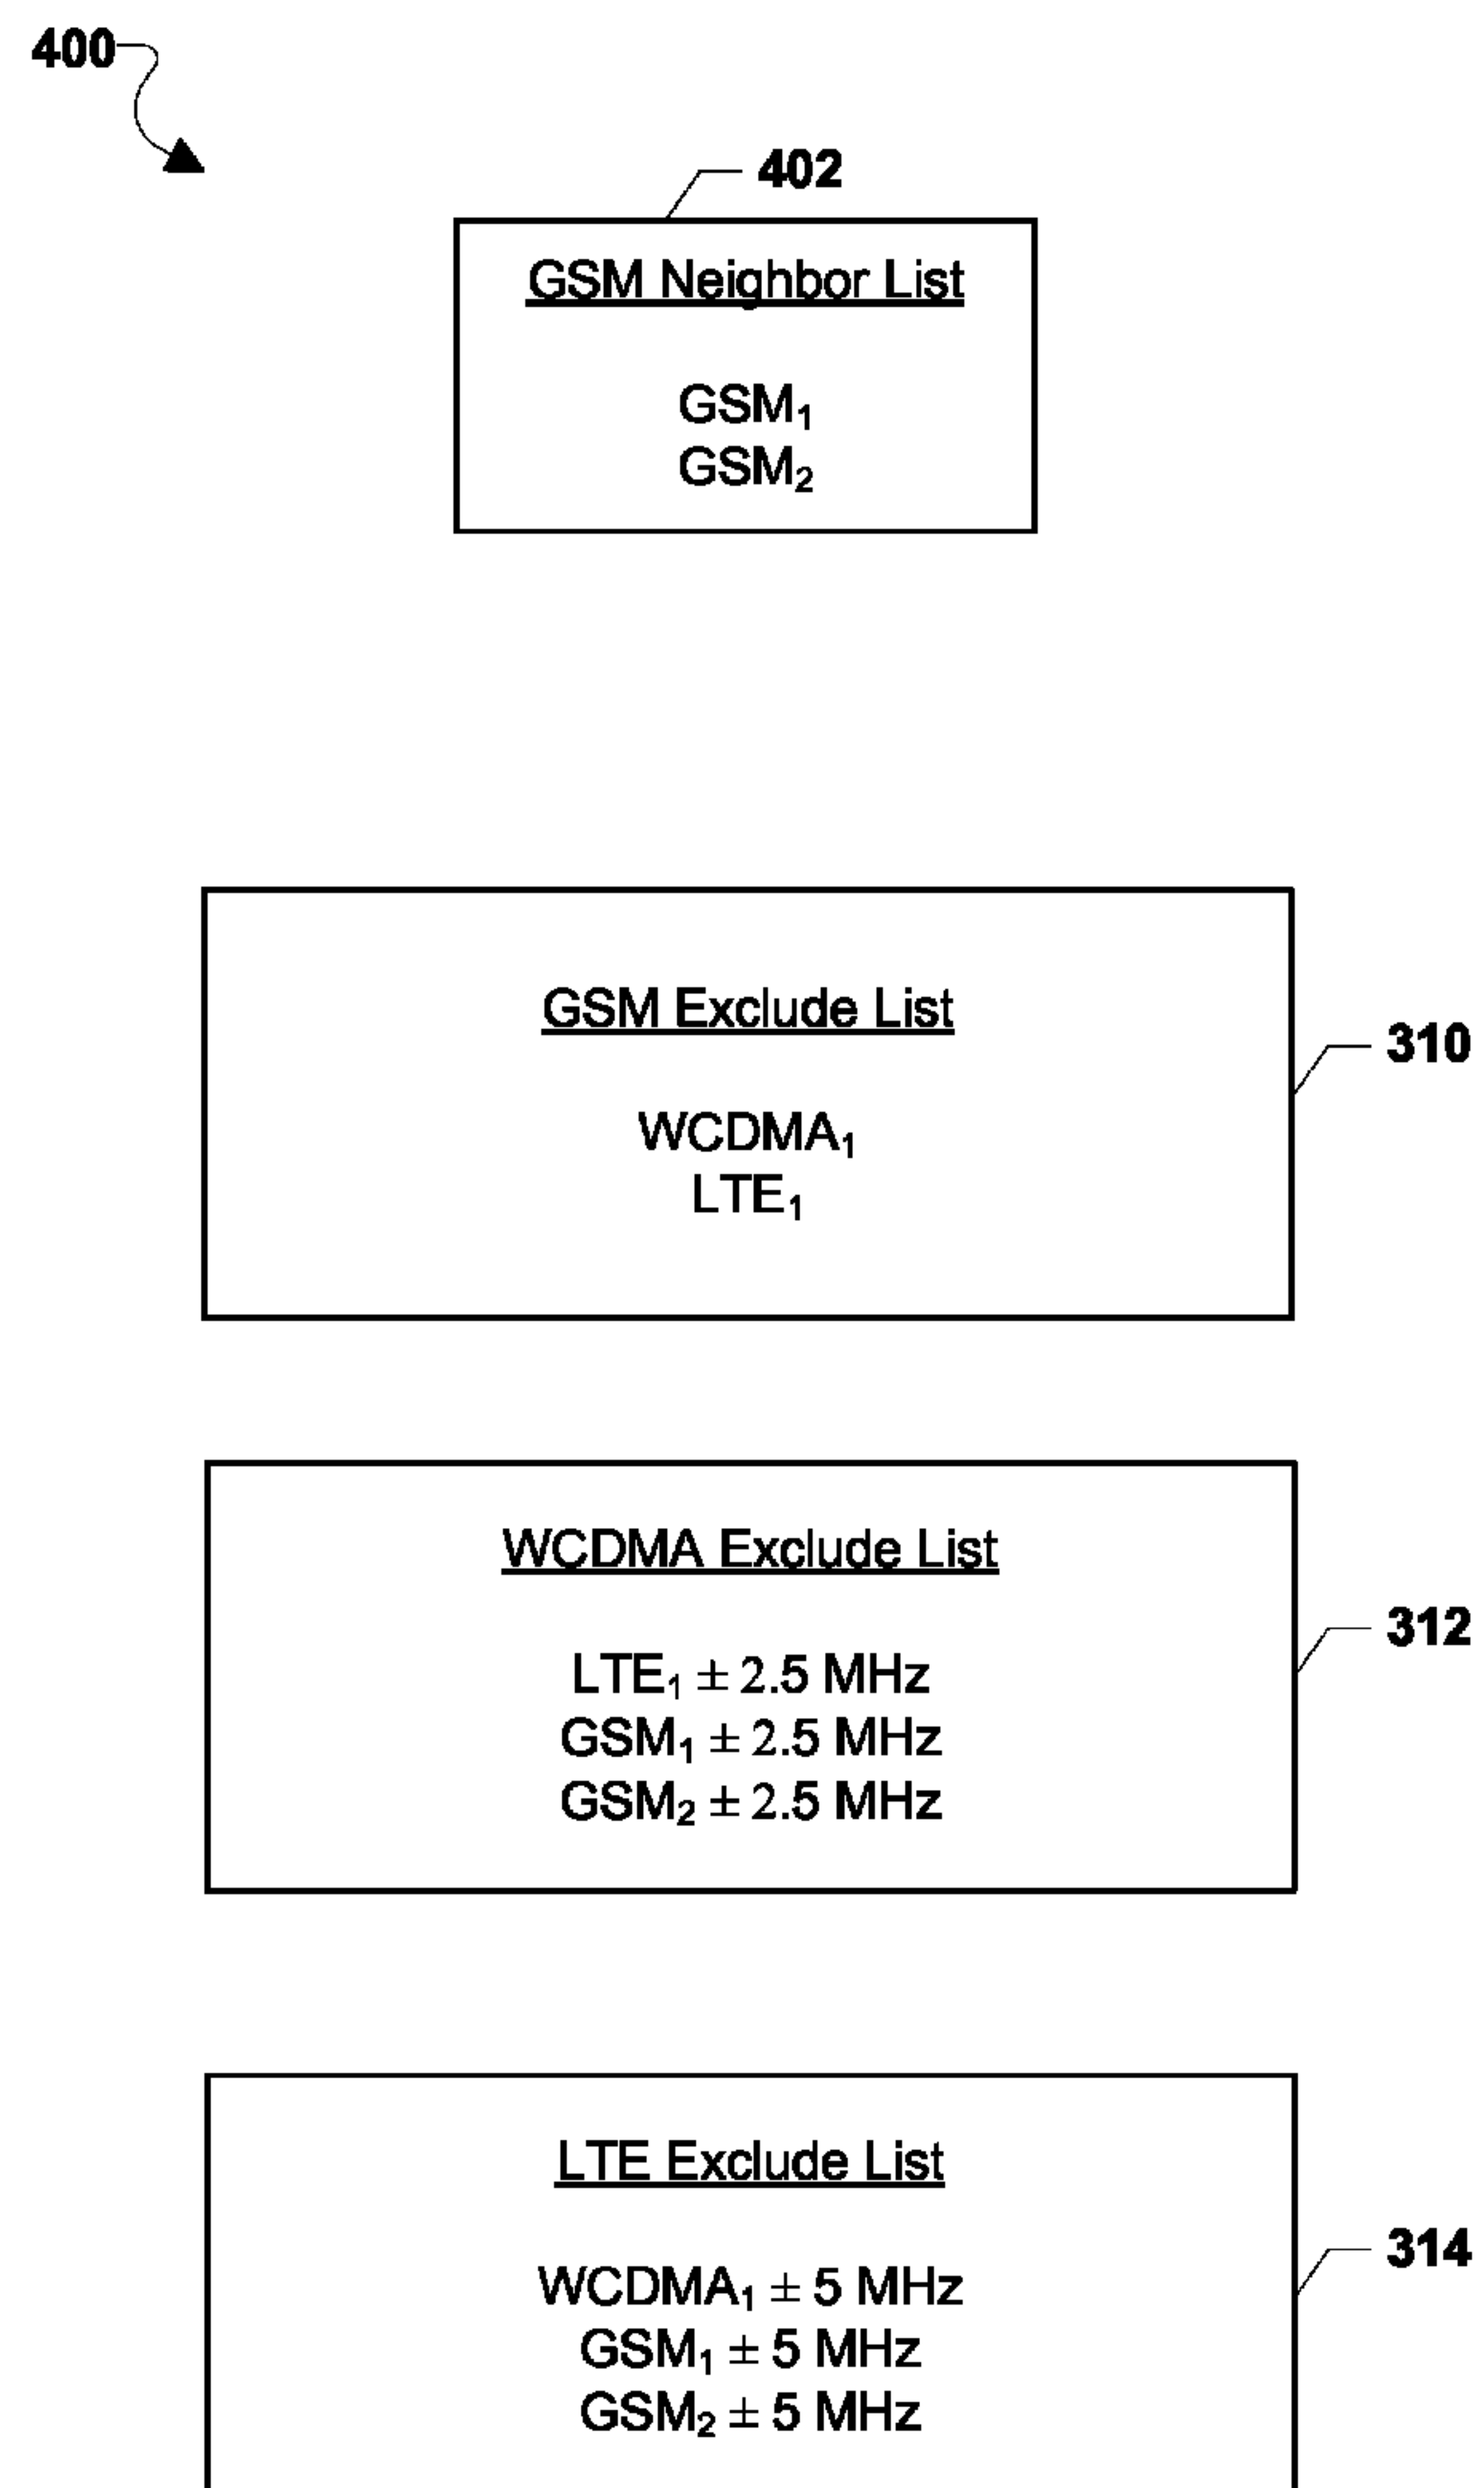 400
402
GSM Neighbor List
GSM₁
GSM₂
GSM Exclude List
310
WCDMA₁
LTE₁
WCDMA Exclude List
312
LTE₁ ± 2.5 MHz
GSM₁ ± 2.5 MHz
GSM₂ ± 2.5 MHz
LTE Exclude List
314
WCDMA₁ ± 5 MHz
GSM₁ ± 5 MHz
GSM₂ ± 5 MHz